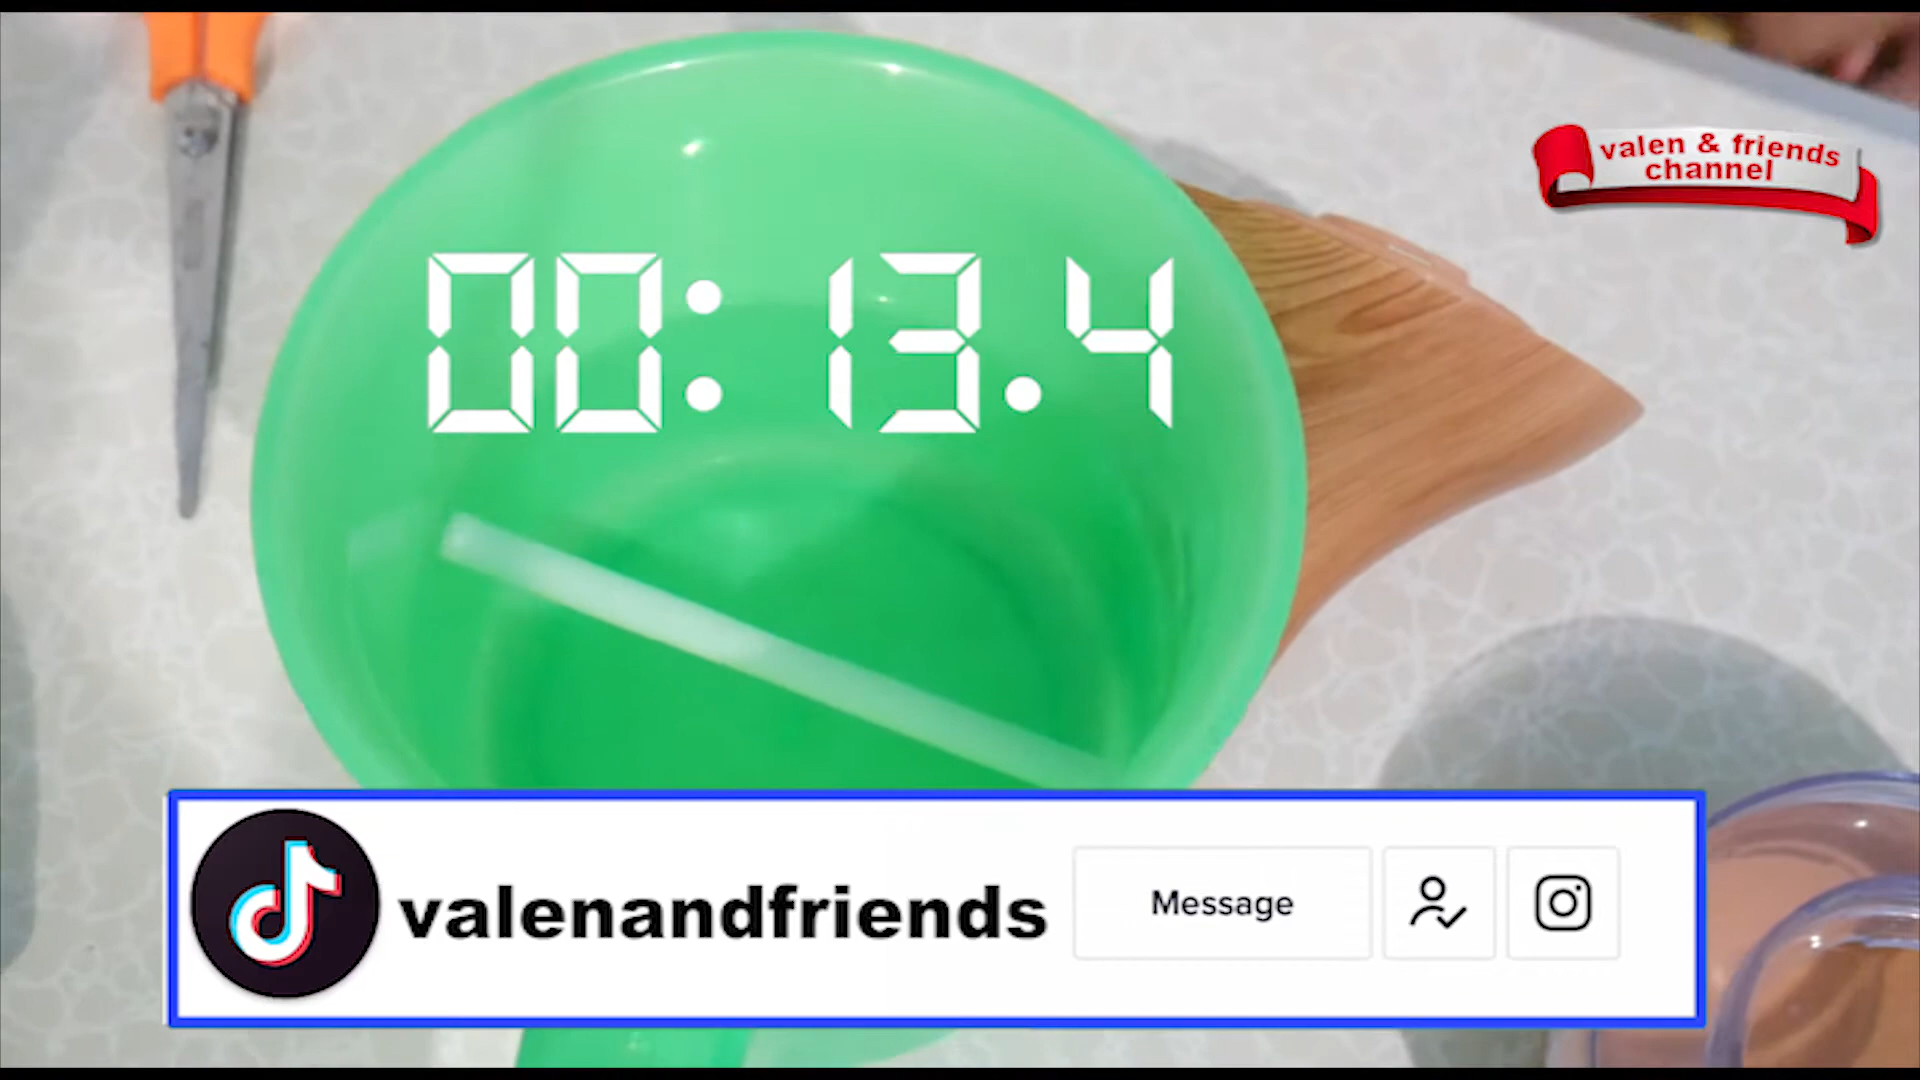 valen & friends
channel
00:13.4
valenandfriends
Message